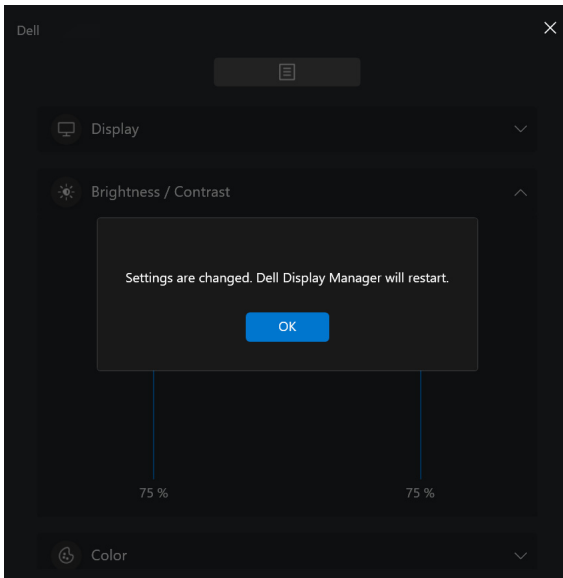 Dell
Display
Brightness / Contrast
Settings are changed. Dell Display Manager will restart.
OK
75 % 75 %
Color